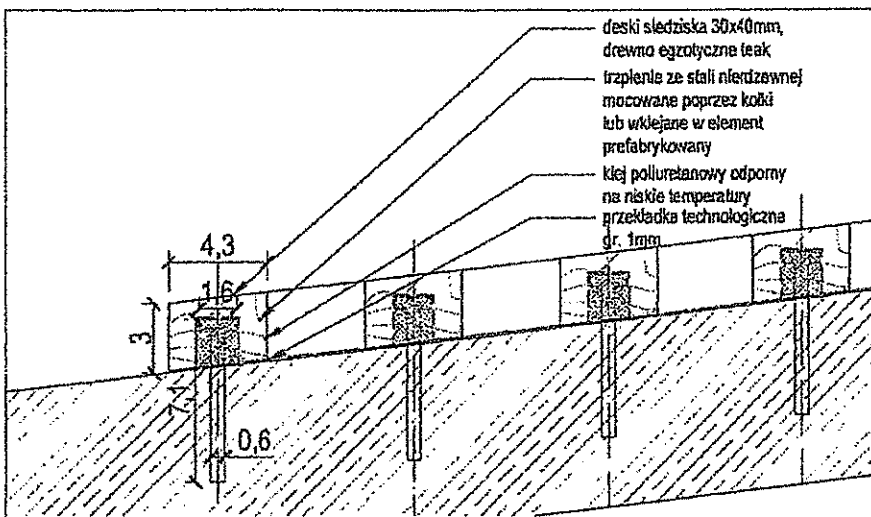 deski siedziska 30x40mm,
drewno egzotyczne teak
trzpienie ze stali nierdzewnej
mocowane poprzez kołki
lub wklejane w element
prefabrykowany
klej poliuretanowy odporny
na niskie temperatury
przekładka technologiczna
gr. 1mm
4,3
1,6
3
7,1
0,6